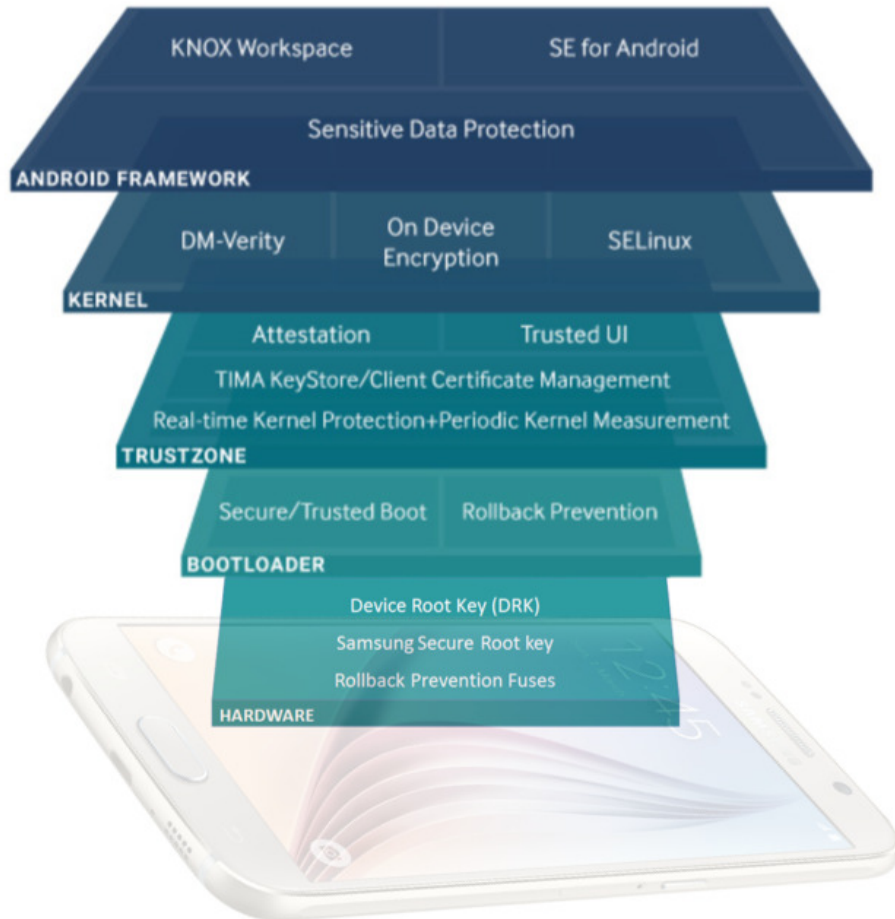 KNOX Workspace
SE for Android
Sensitive Data Protection
ANDROID FRAMEWORK
DM-Verity
On Device
Encryption
SELinux
KERNEL
Attestation
Trusted UI
TIMA KeyStore/Client Certificate Management
Real-time Kernel Protection+Periodic Kernel Measurement
TRUSTZONE
Secure/Trusted Boot
Rollback Prevention
BOOTLOADER
Device Root Key (DRK)
Samsung Secure Root key
Rollback Prevention Fuses
HARDWARE
12:45